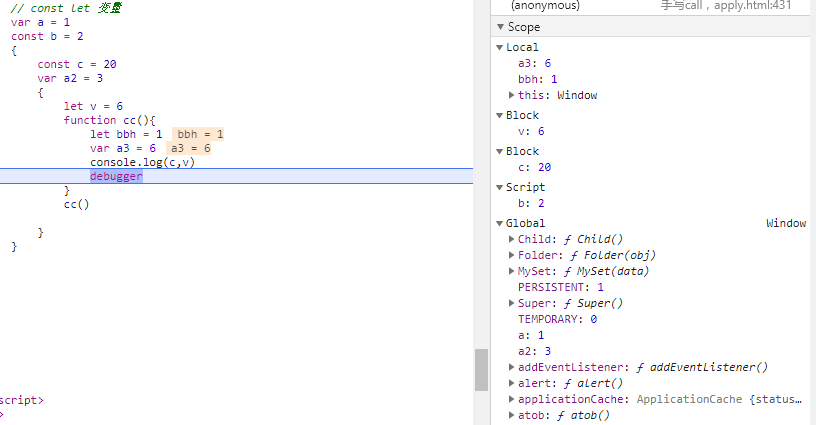 // const let 变量
var a = 1
const b = 2
{
    const c = 20
    var a2 = 3
    {
        let v = 6
        function cc(){
            let bbh = 1 bbh = 1
            var a3 = 6 a3 = 6
            console.log(c,v)
            debugger
        }
        cc()
    }
}
script>
>
(anonymous) 手写call，apply.html:431
Scope
Local
a3: 6
bbh: 1
this: Window
Block
v: 6
Block
c: 20
Script
b: 2
Global Window
Child: ƒ Child()
Folder: ƒ Folder(obj)
MySet: ƒ MySet(data)
PERSISTENT: 1
Super: ƒ Super()
TEMPORARY: 0
a: 1
a2: 3
addEventListener: ƒ addEventListener()
alert: ƒ alert()
applicationCache: ApplicationCache {status…
atob: ƒ atob()